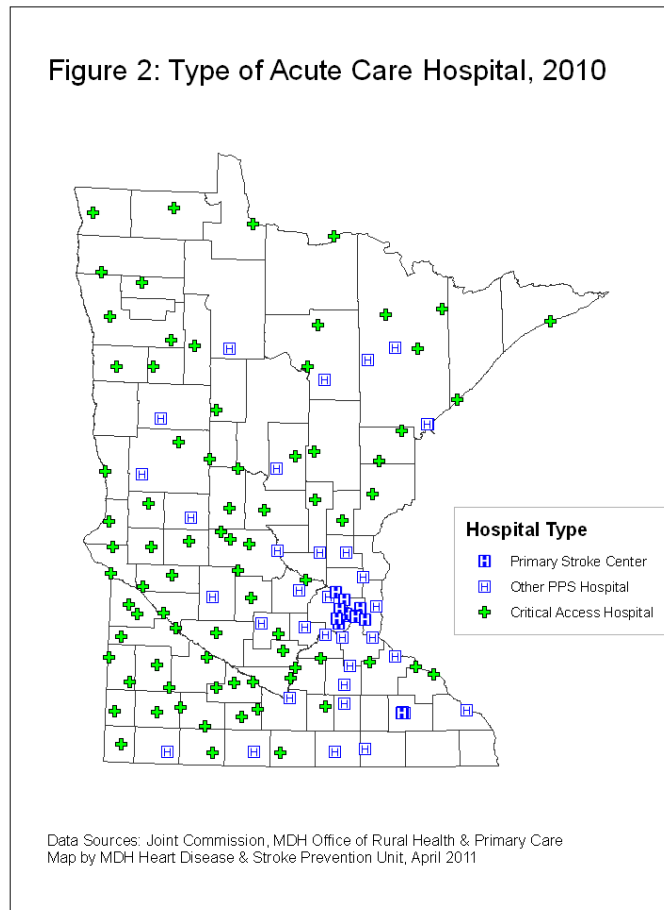 Figure 2: Type of Acute Care Hospital, 2010
Hospital Type
H Primary Stroke Center
H Other PPS Hospital
Critical Access Hospital
Data Sources: Joint Commission, MDH Office of Rural Health & Primary Care
Map by MDH Heart Disease & Stroke Prevention Unit, April 2011